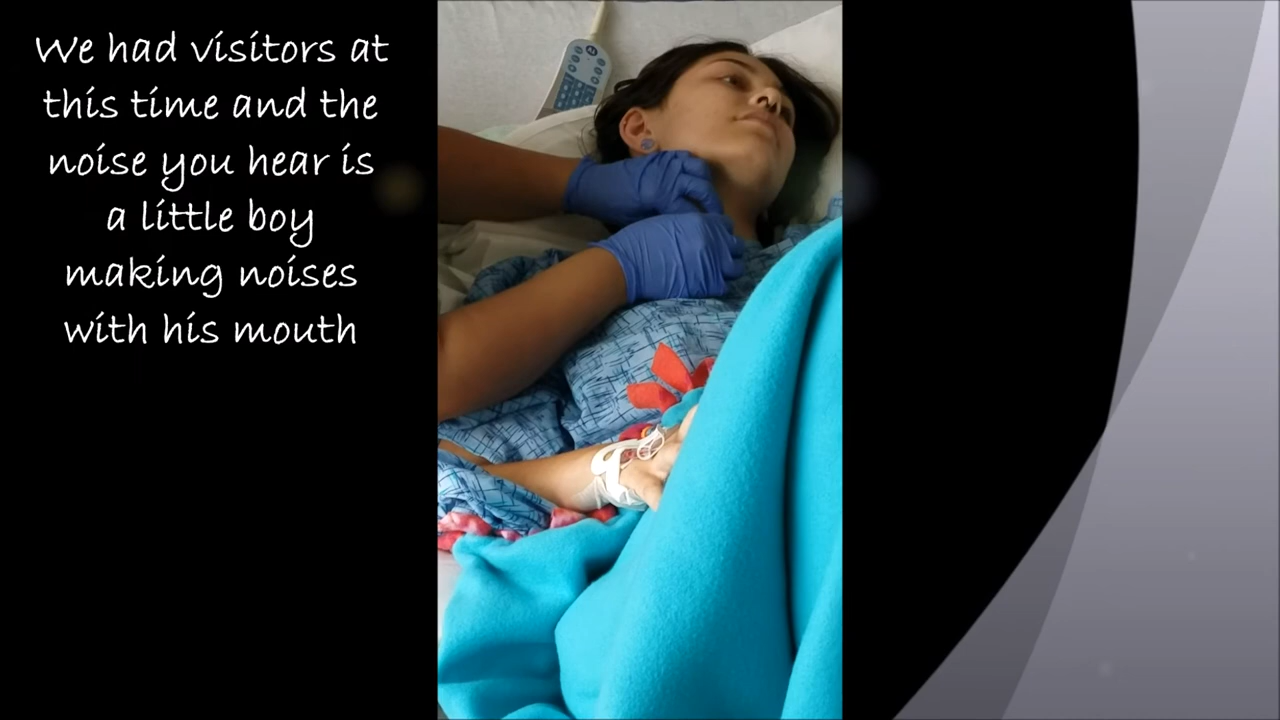 We had visitors at
this time and the
noise you hear is
a little boy
making noises
with his mouth